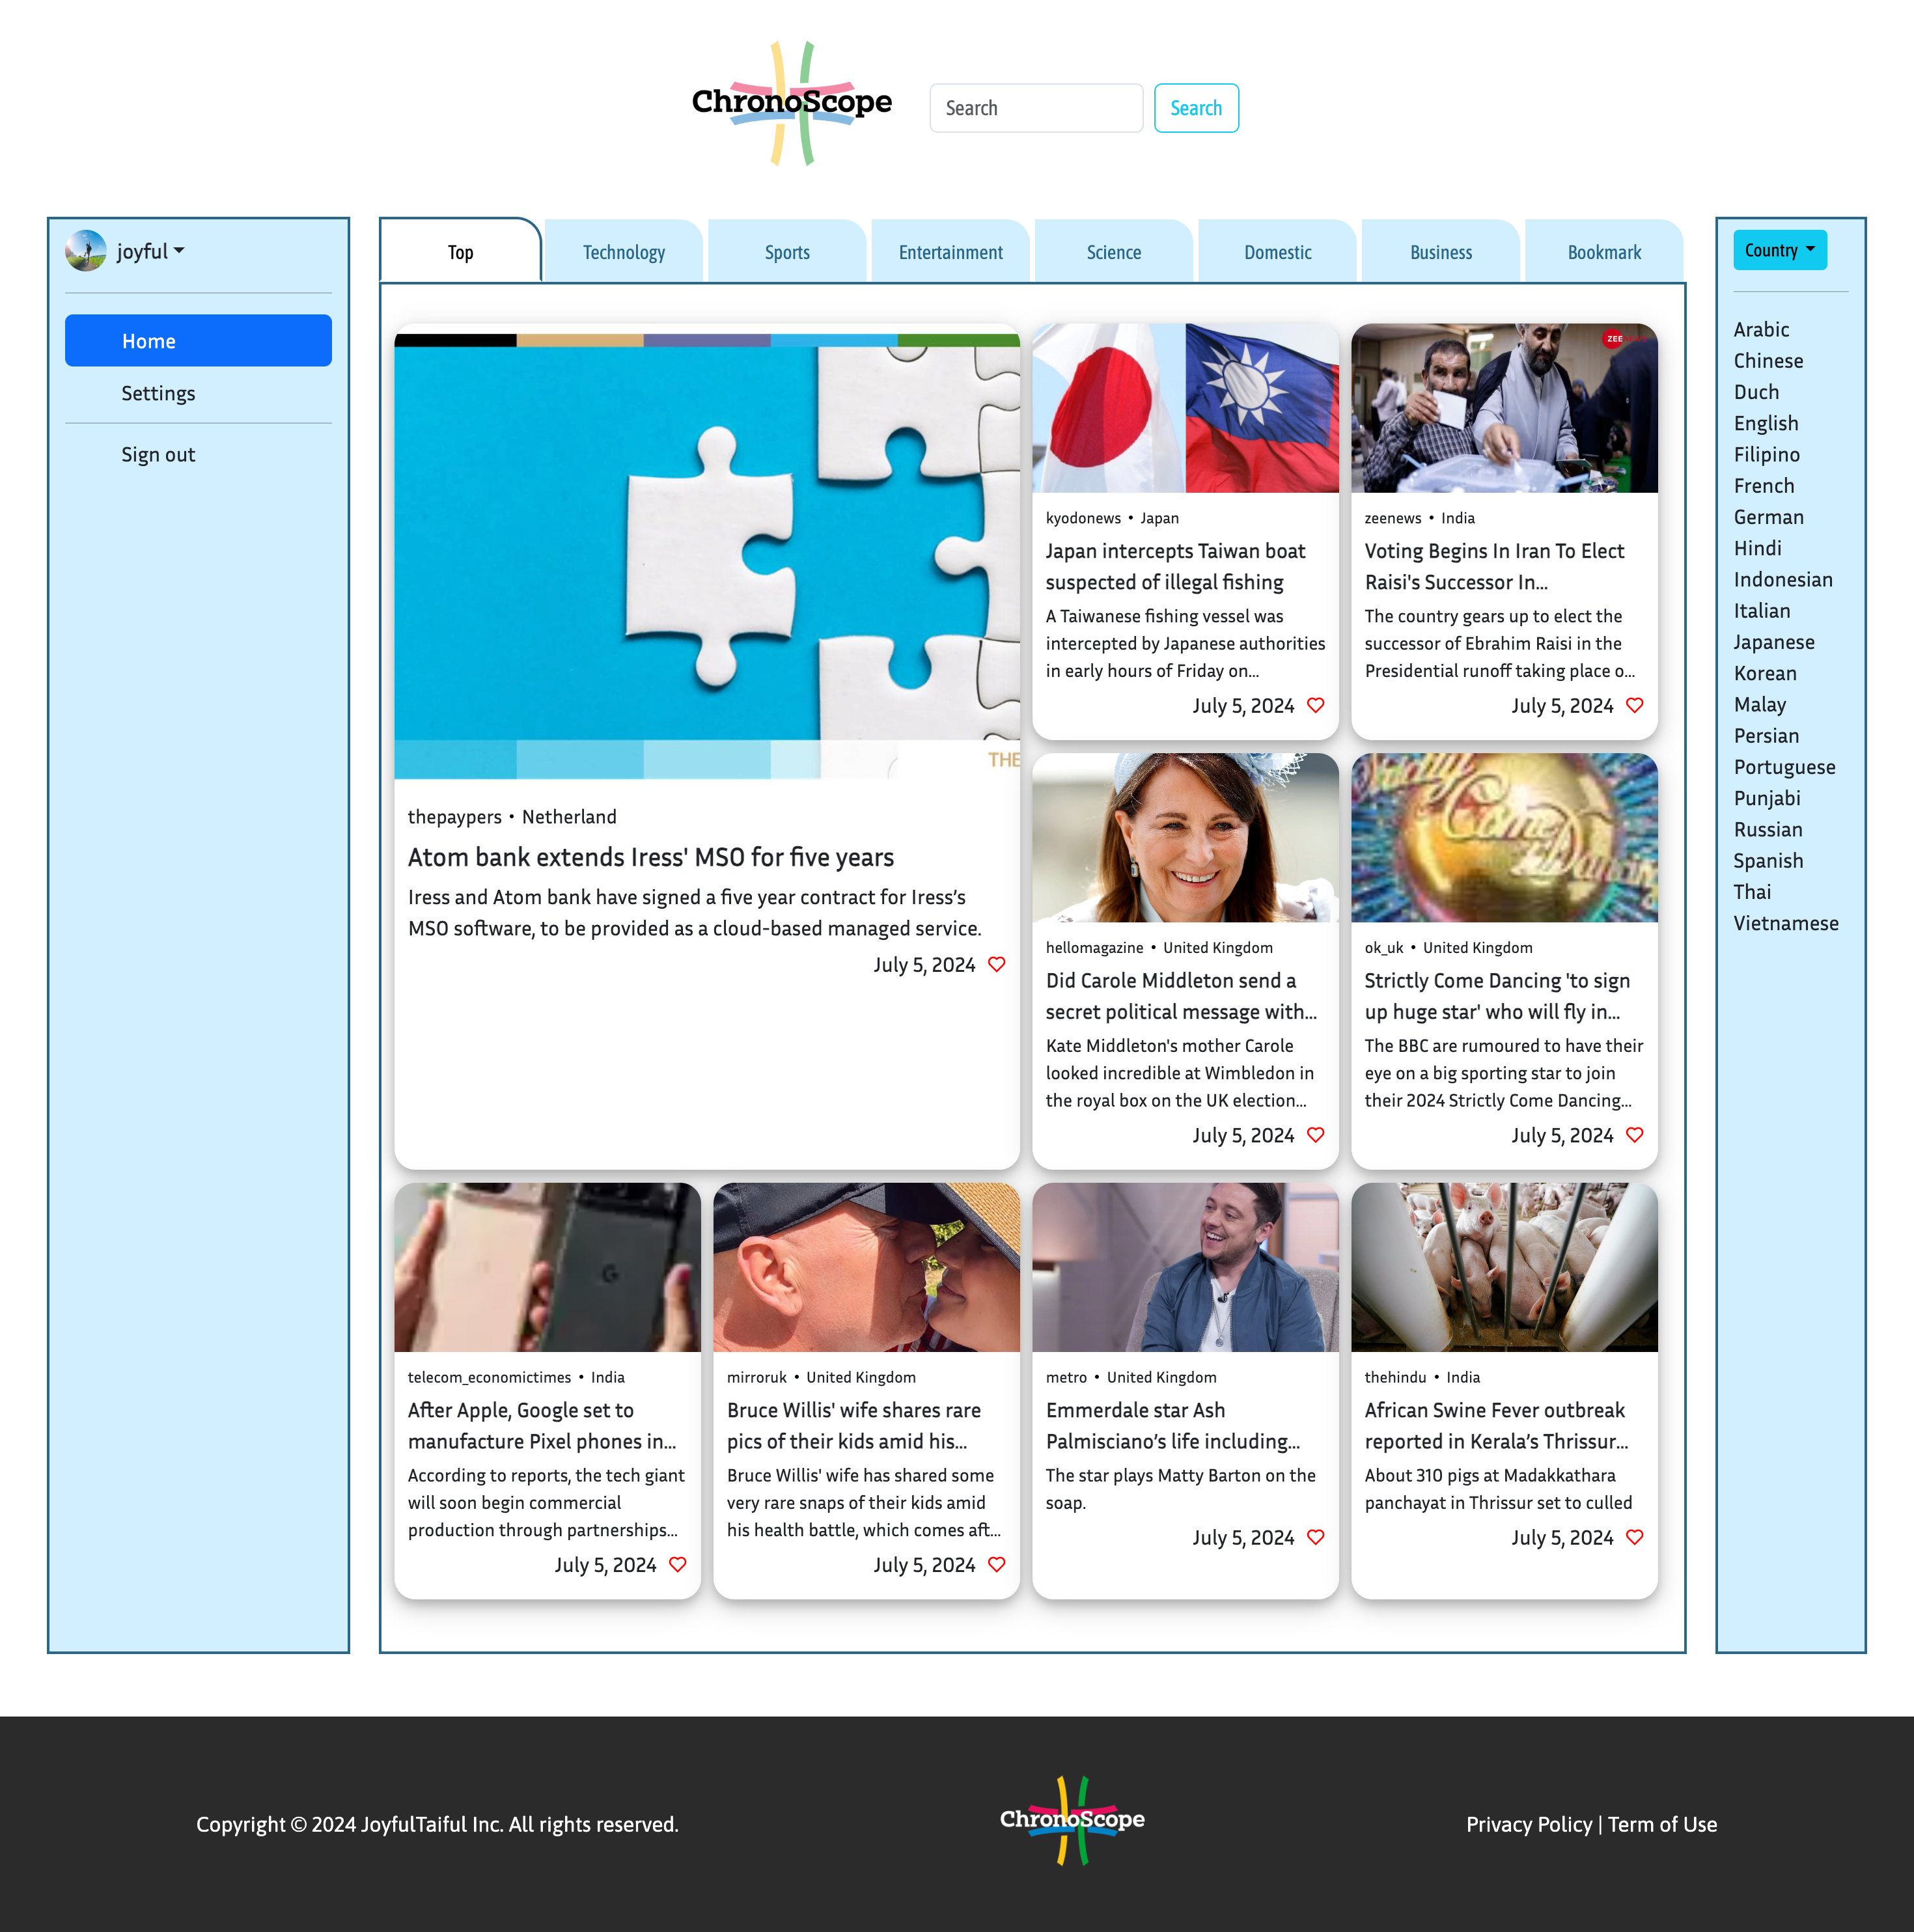 ChronoScope
Search
Search
joyful
Home
Settings
Sign out
Top
Technology
Sports
Entertainment
Science
Domestic
Business
Bookmark
THE
thepaypers • Netherland
Atom bank extends Iress' MSO for five years
Iress and Atom bank have signed a five year contract for Iress’s
MSO software, to be provided as a cloud-based managed service.
July 5, 2024
kyodonews • Japan
Japan intercepts Taiwan boat
suspected of illegal fishing
A Taiwanese fishing vessel was
intercepted by Japanese authorities
in early hours of Friday on...
July 5, 2024
ZEE
zeenews • India
Voting Begins In Iran To Elect
Raisi's Successor In...
The country gears up to elect the
successor of Ebrahim Raisi in the
Presidential runoff taking place o...
July 5, 2024
hellomagazine • United Kingdom
Did Carole Middleton send a
secret political message with...
Kate Middleton's mother Carole
looked incredible at Wimbledon in
the royal box on the UK election...
July 5, 2024
Strictly
Come
Dancing
ok_uk • United Kingdom
Strictly Come Dancing 'to sign
up huge star' who will fly in...
The BBC are rumoured to have their
eye on a big sporting star to join
their 2024 Strictly Come Dancing...
July 5, 2024
telecom_economictimes • India
After Apple, Google set to
manufacture Pixel phones in...
According to reports, the tech giant
will soon begin commercial
production through partnerships...
July 5, 2024
mirroruk • United Kingdom
Bruce Willis' wife shares rare
pics of their kids amid his...
Bruce Willis' wife has shared some
very rare snaps of their kids amid
his health battle, which comes aft...
July 5, 2024
metro • United Kingdom
Emmerdale star Ash
Palmisciano’s life including...
The star plays Matty Barton on the
soap.
July 5, 2024
thehindu • India
African Swine Fever outbreak
reported in Kerala’s Thrissur...
About 310 pigs at Madakkathara
panchayat in Thrissur set to culled
July 5, 2024
Country
Arabic
Chinese
Duch
English
Filipino
French
German
Hindi
Indonesian
Italian
Japanese
Korean
Malay
Persian
Portuguese
Punjabi
Russian
Spanish
Thai
Vietnamese
Copyright © 2024 JoyfulTaiful Inc. All rights reserved.
ChronoScope
Privacy Policy | Term of Use